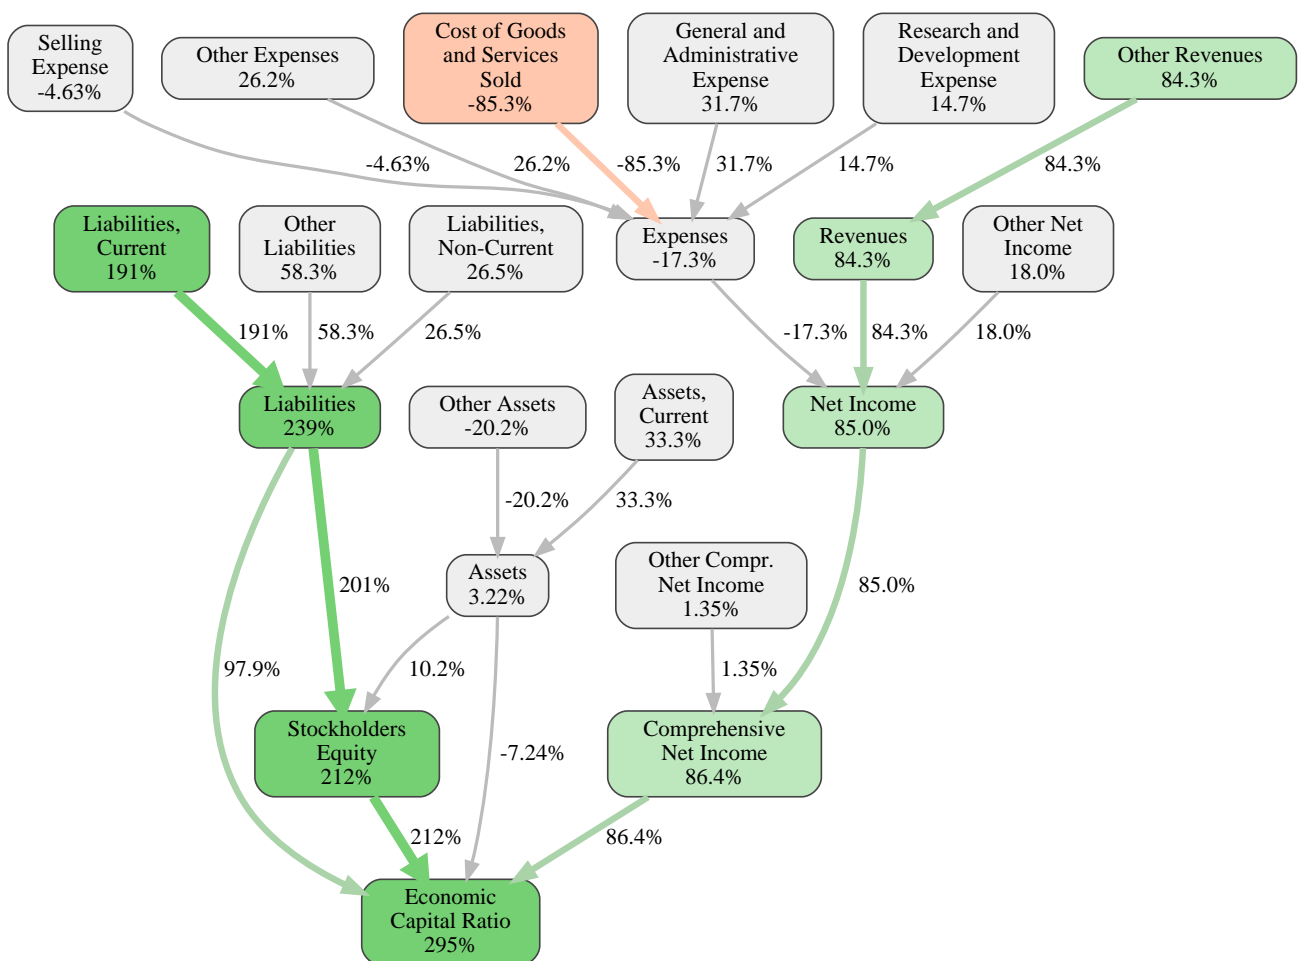 Selling
Expense
-4.63%
Other Expenses
26.2%
Cost of Goods
and Services
Sold
-85.3%
General and
Administrative
Expense
31.7%
Research and
Development
Expense
14.7%
Other Revenues
84.3%
-4.63%
26.2%
-85.3%
31.7%
14.7%
84.3%
Liabilities,
Current
191%
Other
Liabilities
58.3%
Liabilities,
Non-Current
26.5%
Expenses
-17.3%
Revenues
84.3%
Other Net
Income
18.0%
191%
58.3%
26.5%
-17.3%
84.3%
18.0%
Liabilities
239%
Other Assets
-20.2%
Assets,
Current
33.3%
Net Income
85.0%
-20.2%
33.3%
Assets
3.22%
Other Compr.
Net Income
1.35%
201%
85.0%
97.9%
10.2%
1.35%
Stockholders
Equity
212%
-7.24%
Comprehensive
Net Income
86.4%
212%
86.4%
Economic
Capital Ratio
295%